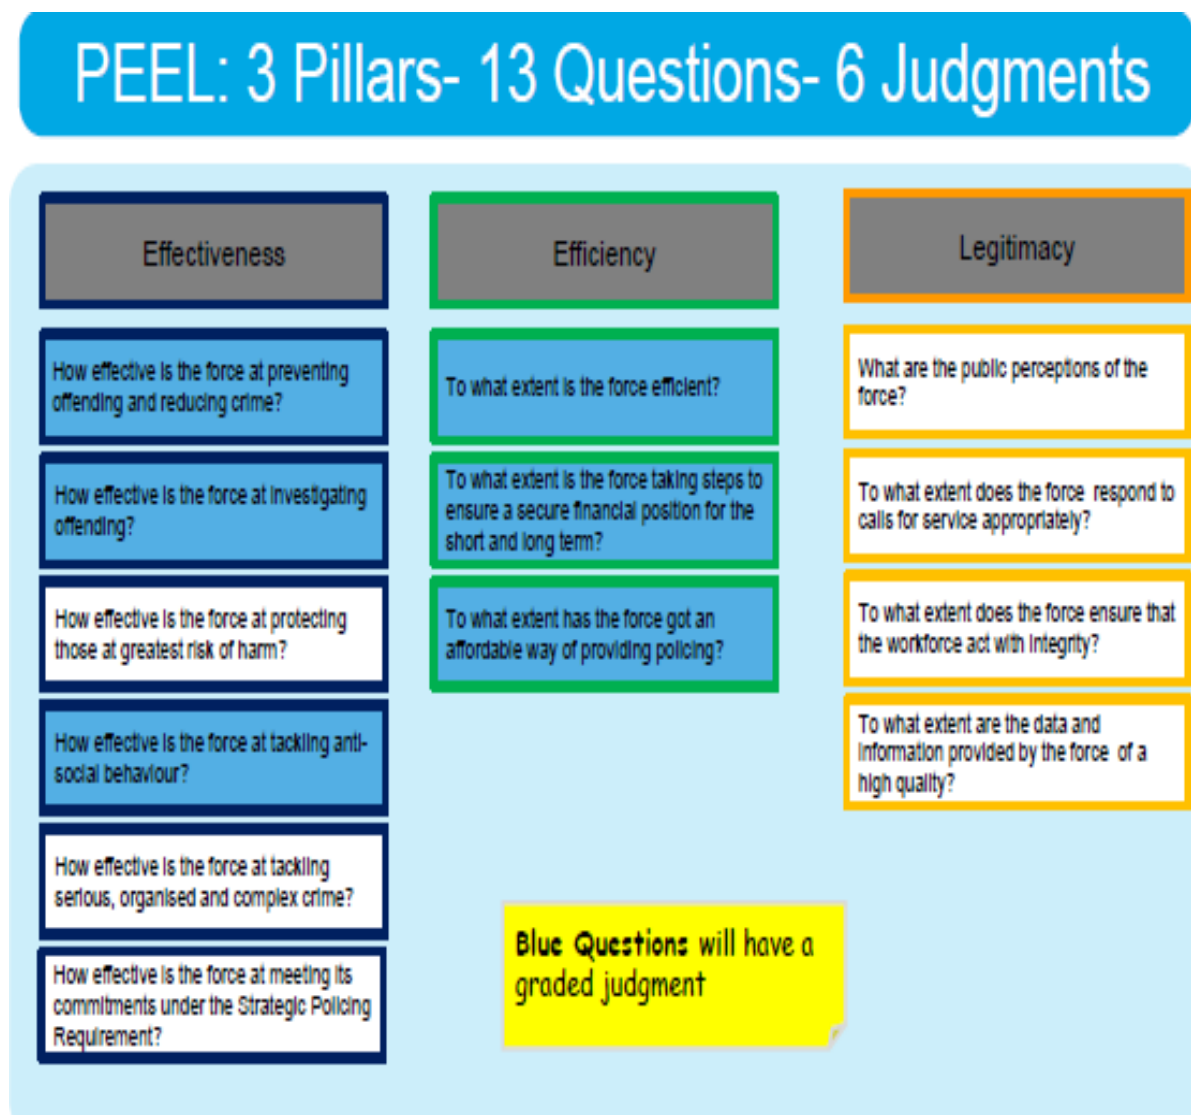 PEEL: 3 Pillars- 13 Questions- 6 Judgments
Effectiveness
How effective is the force at preventing
offending and reducing crime?
How effective is the force at investigating
offending?
How effective is the force at protecting
those at greatest risk of harm?
How effective is the force at tackling anti-
social behaviour?
How effective is the force at tackling
serious, organised and complex crime?
How effective is the force at meeting its
commitments under the Strategic Policing
Requirement?
Efficiency
To what extent is the force efficient?
To what extent is the force taking steps to
ensure a secure financial position for the
short and long term?
To what extent has the force got an
affordable way of providing policing?
Legitimacy
What are the public perceptions of the
force?
To what extent does the force respond to
calls for service appropriately?
To what extent does the force ensure that
the workforce act with integrity?
To what extent are the data and
information provided by the force of a
high quality?
Blue Questions will have a
graded judgment